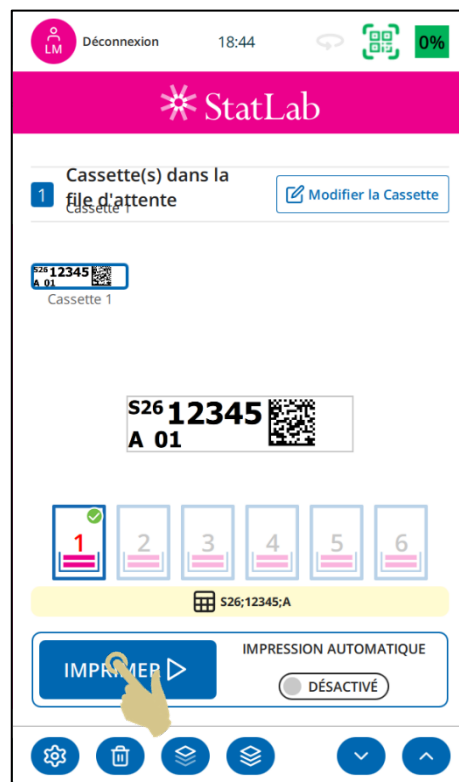 LM Déconnexion 18:44 0%
StatLab
1 Cassette(s) dans la
file d'attente
Cassette 1
Modifier la Cassette
S26 12345
A 01
Cassette 1
S26 12345
A 01
1 2 3 4 5 6
S26;12345;A
IMPRIMER
IMPRESSION AUTOMATIQUE
DÉSACTIVÉ